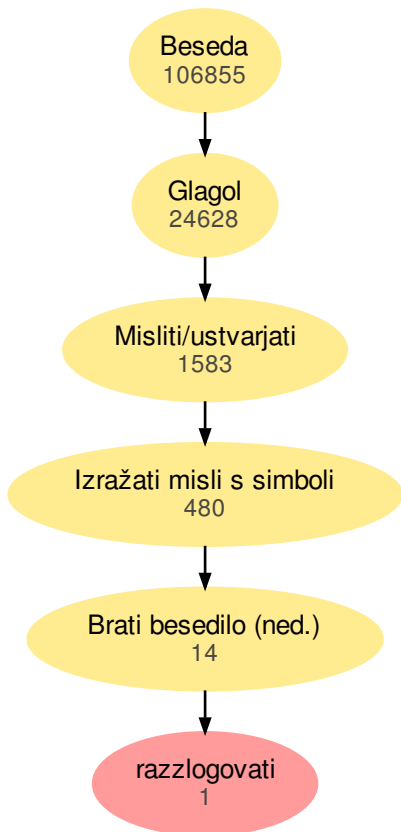 Beseda
106855
Glagol
24628
Misliti/ustvarjati
1583
Izražati misli s simboli
480
Brati besedilo (ned.)
14
razzlogovati
1